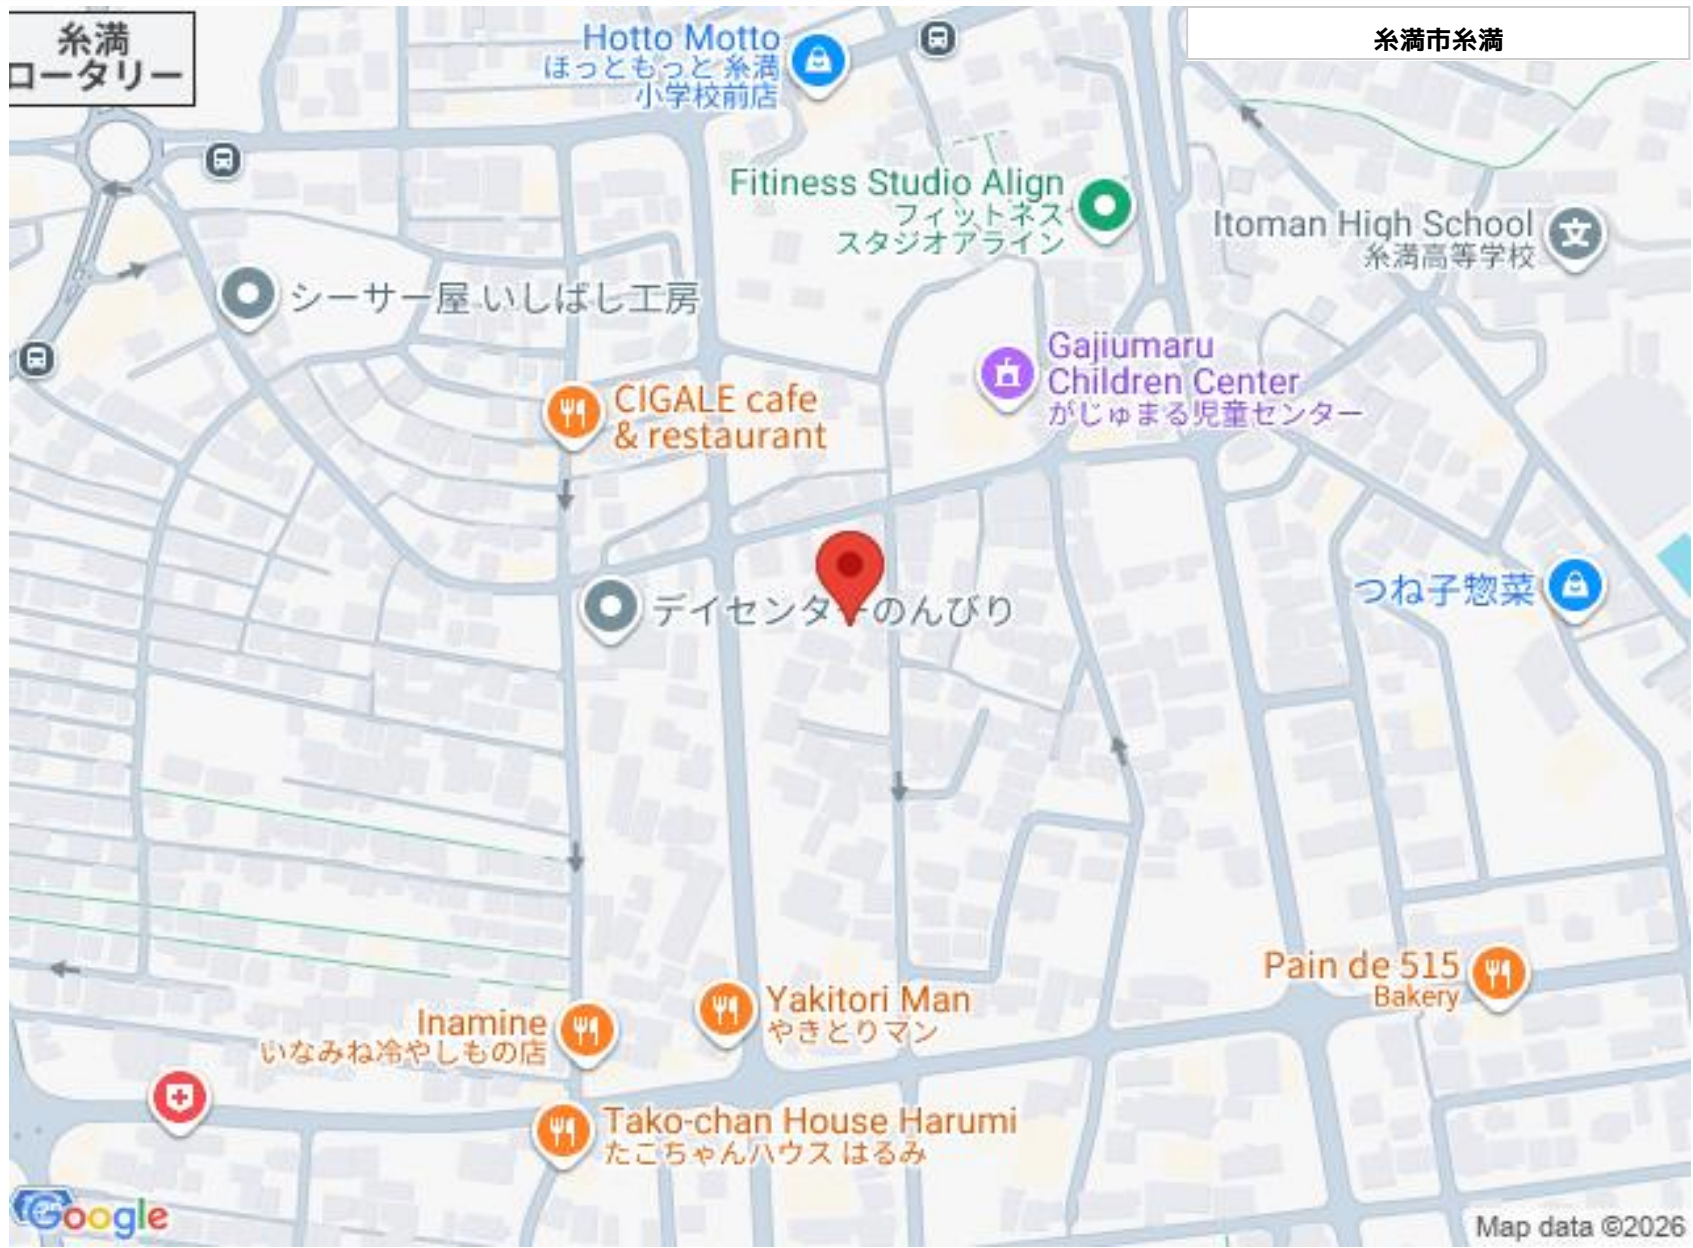 糸満
ロータリー
糸満市糸満
Hotto Motto
ほっともっと 糸満
小学校前店
Fitiness Studio Align
フィットネス
スタジオアライン
Itoman High School
糸満高等学校
シーサー屋 いしばし工房
Gajiumaru
Children Center
がじゅまる児童センター
CIGALE cafe
& restaurant
デイセンターのんびり
つね子惣菜
Pain de 515
Bakery
Yakitori Man
やきとりマン
Inamine
いなみね冷やしもの店
Tako-chan House Harumi
たこちゃんハウス はるみ
Google
Map data ©2026